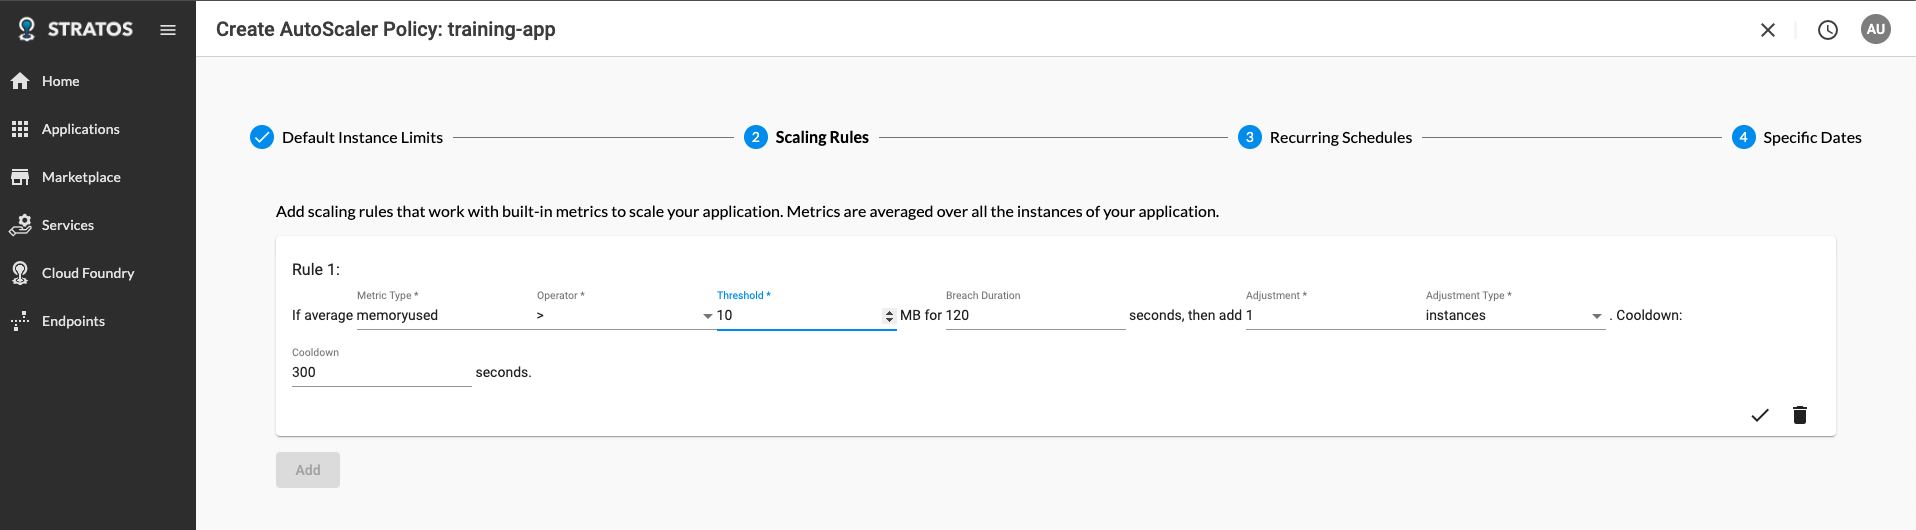 STRATOS
Create AutoScaler Policy: training-app
AU
Home
Applications
Marketplace
Services
Cloud Foundry
Endpoints
Default Instance Limits
2 Scaling Rules
3 Recurring Schedules
4 Specific Dates
Add scaling rules that work with built-in metrics to scale your application. Metrics are averaged over all the instances of your application.
Rule 1:
Metric Type * Operator * Threshold * Breach Duration Adjustment * Adjustment Type *
If average memoryused > 10 MB for 120 seconds, then add 1 instances . Cooldown:
Cooldown
300 seconds.
Add